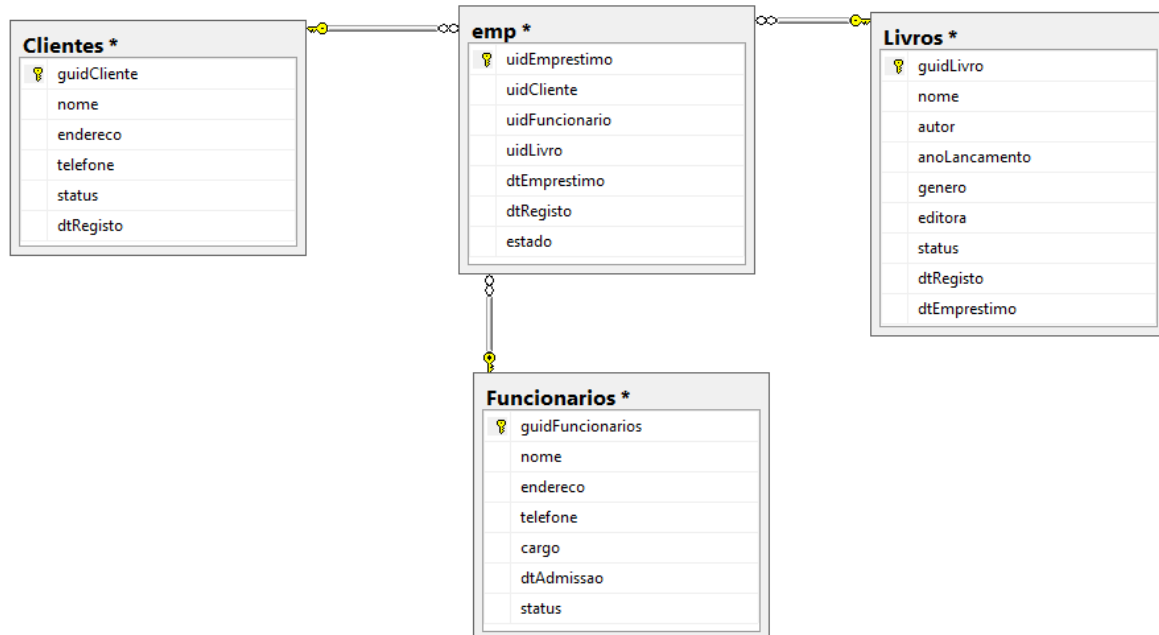 Clientes *
guidCliente
nome
endereco
telefone
status
dtRegisto
emp *
uidEmprestimo
uidCliente
uidFuncionario
uidLivro
dtEmprestimo
dtRegisto
estado
Livros *
guidLivro
nome
autor
anoLancamento
genero
editora
status
dtRegisto
dtEmprestimo
Funcionarios *
guidFuncionarios
nome
endereco
telefone
cargo
dtAdmissao
status